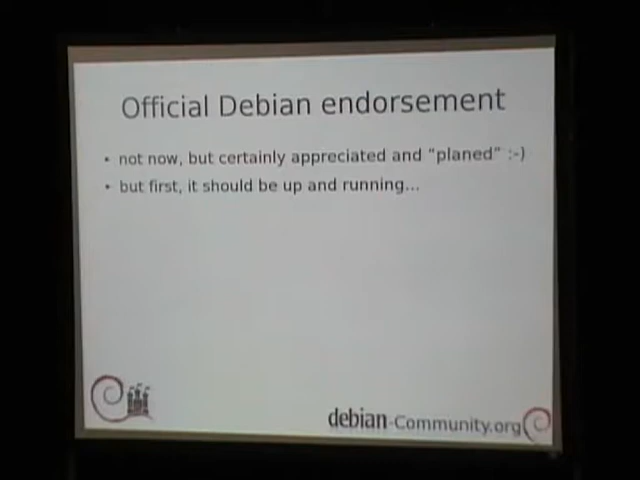 Official Debian endorsement
• not now, but certainly appreciated and “planed” :-)
• but first, it should be up and running...
debian-Community.org